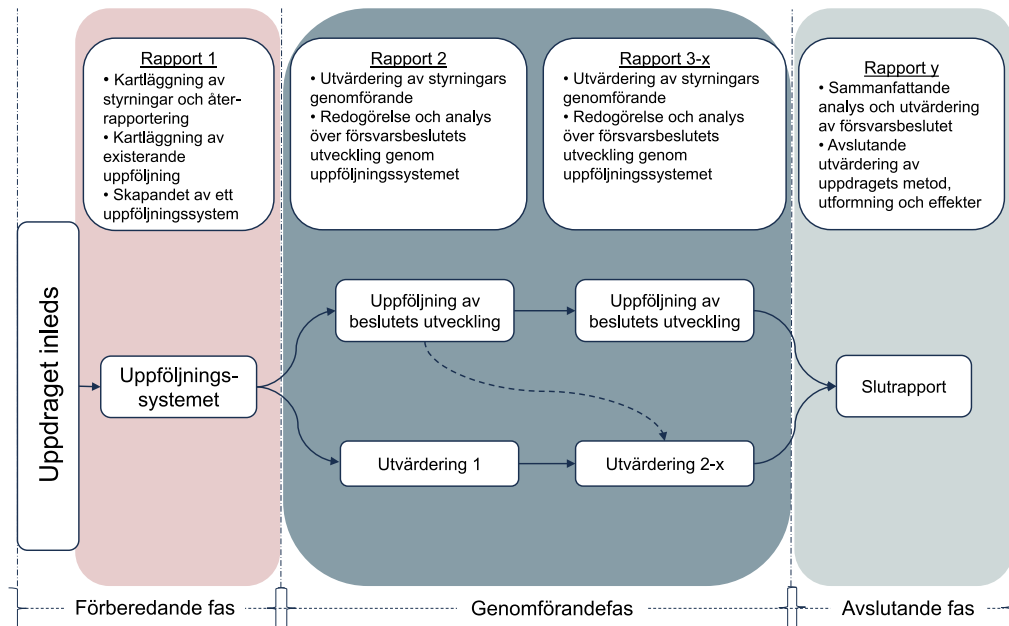 Rapport 1
• Kartläggning av
styrningar och åter-
rapportering
• Kartläggning av
existerande
uppföljning
• Skapandet av ett
uppföljningssystem
Rapport 2
• Utvärdering av styrningars
genomförande
• Redogörelse och analys
över försvarsbeslutets
utveckling genom
uppföljningssystemet
Rapport 3-x
• Utvärdering av styrningars
genomförande
• Redogörelse och analys
över försvarsbeslutets
utveckling genom
uppföljningssystemet
Rapport y
• Sammanfattande
analys och utvärdering
av försvarsbeslutet
• Avslutande
utvärdering av
uppdragets metod,
utformning och effekter
Uppdraget inleds
Uppföljnings-
systemet
Uppföljning av
beslutets utveckling
Uppföljning av
beslutets utveckling
Utvärdering 1
Utvärdering 2-x
Slutrapport
Förberedande fas
Genomförandefas
Avslutande fas